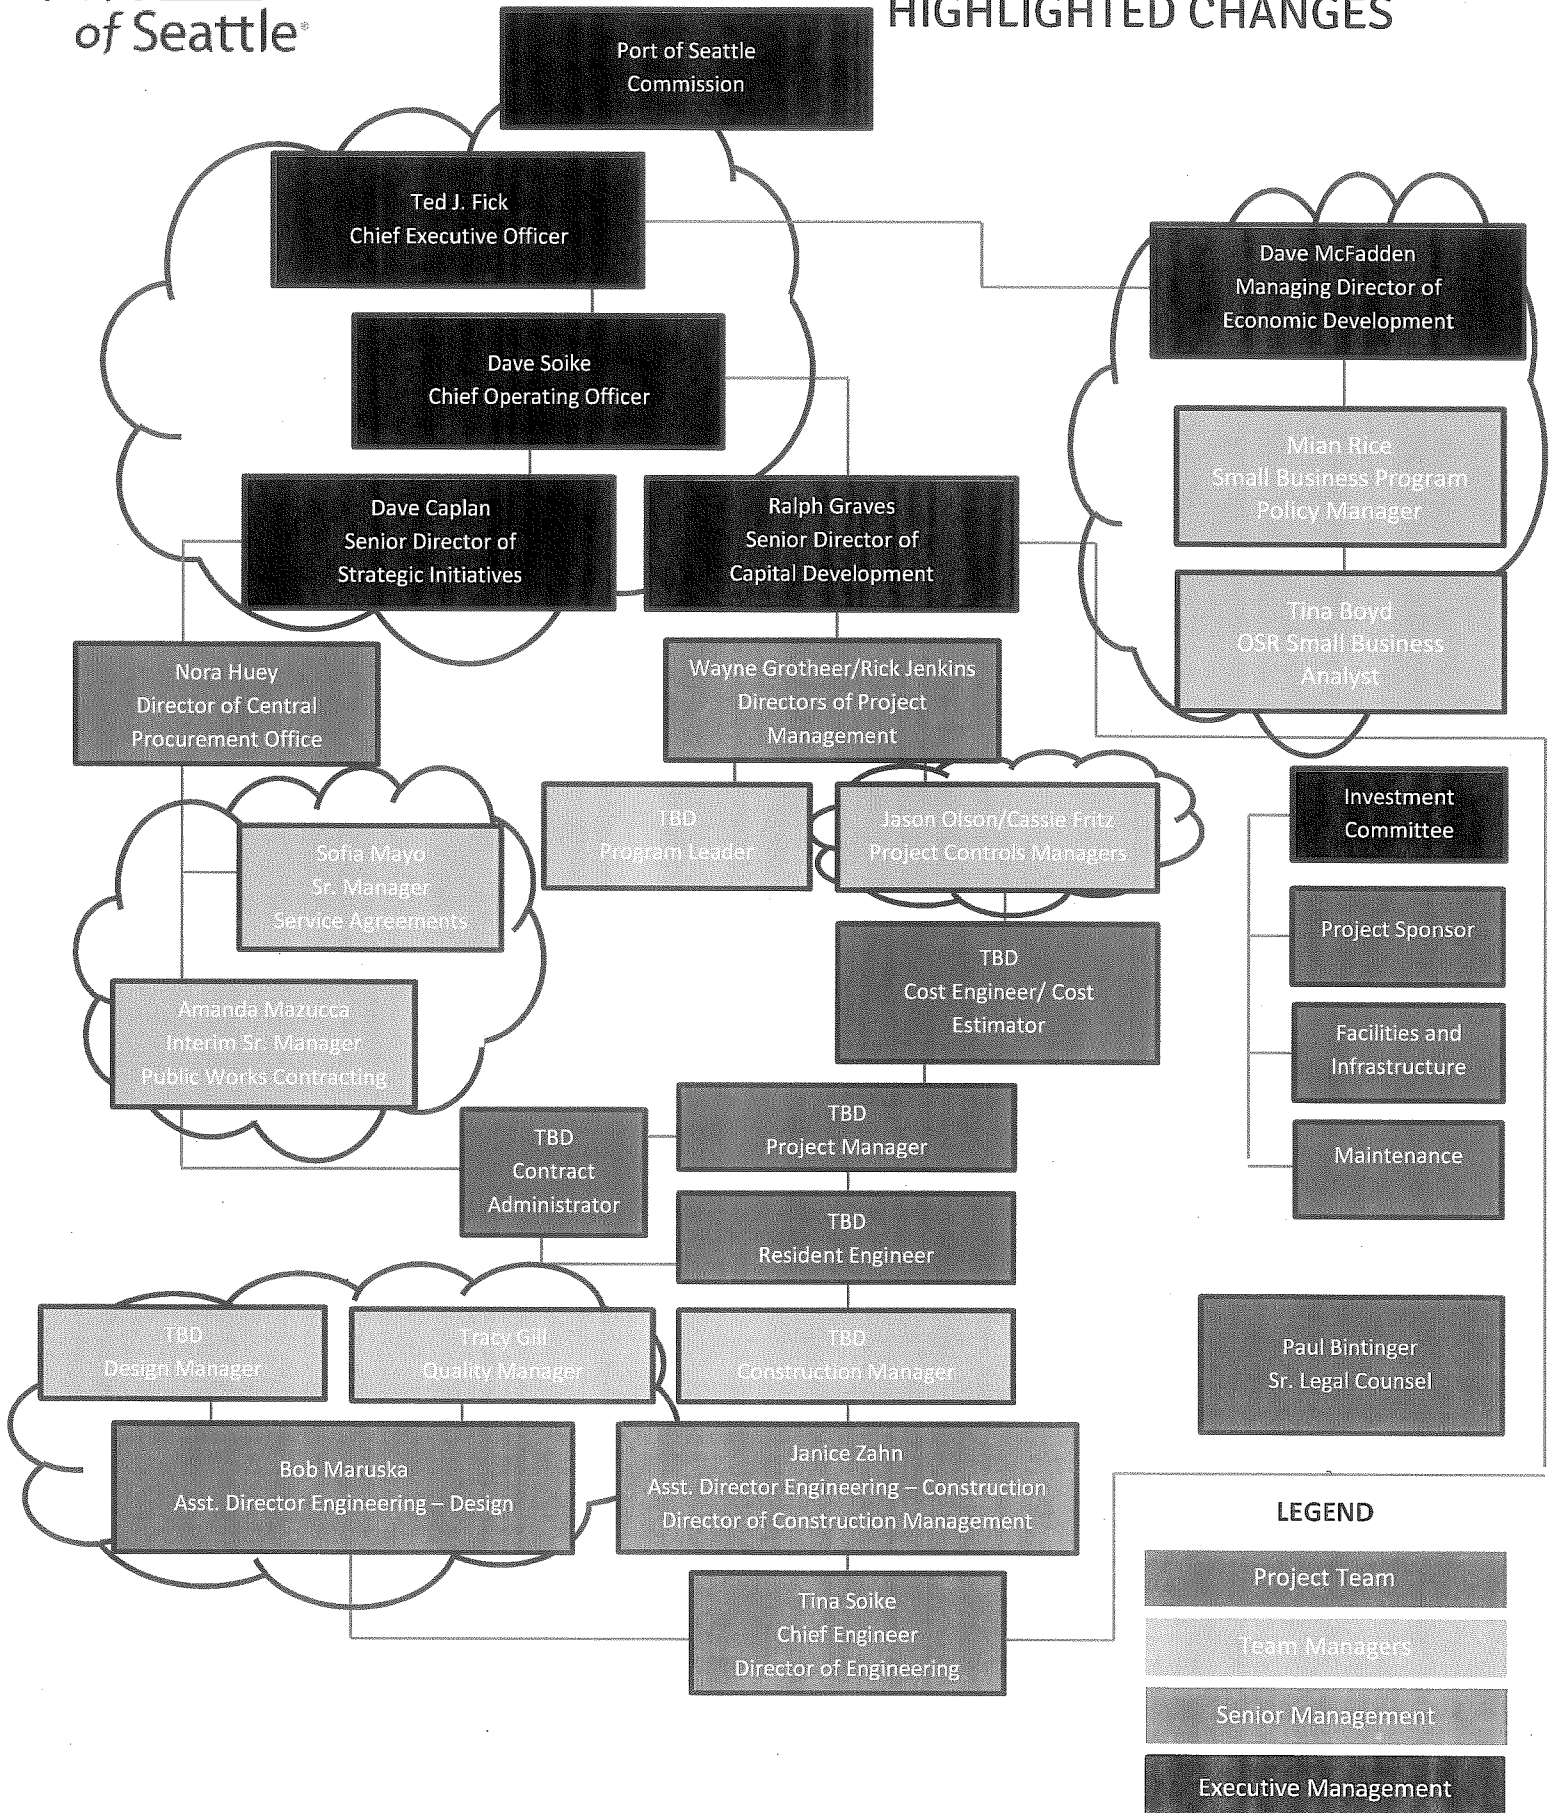 of Seattle®
HIGHLIGHTED CHANGES
Port of Seattle
Commission
Ted J. Fick
Chief Executive Officer
Dave McFadden
Managing Director of
Economic Development
Dave Soike
Chief Operating Officer
Mian Rice
Small Business Program
Policy Manager
Dave Caplan
Senior Director of
Strategic Initiatives
Ralph Graves
Senior Director of
Capital Development
Tina Boyd
OSR Small Business
Analyst
Nora Huey
Director of Central
Procurement Office
Wayne Grotheer/Rick Jenkins
Directors of Project
Management
TBD
Program Leader
Jason Olson/Cassie Fritz
Project Controls Managers
Investment
Committee
Sofia Mayo
Sr. Manager
Service Agreements
Project Sponsor
TBD
Cost Engineer/ Cost
Estimator
Amanda Mazucca
Interim Sr. Manager
Public Works Contracting
Facilities and
Infrastructure
TBD
Project Manager
Maintenance
TBD
Contract
Administrator
TBD
Resident Engineer
TBD
Design Manager
Tracy Gill
Quality Manager
TBD
Construction Manager
Paul Bintinger
Sr. Legal Counsel
Bob Maruska
Asst. Director Engineering – Design
Janice Zahn
Asst. Director Engineering – Construction
Director of Construction Management
Tina Soike
Chief Engineer
Director of Engineering
LEGEND
Project Team
Team Managers
Senior Management
Executive Management